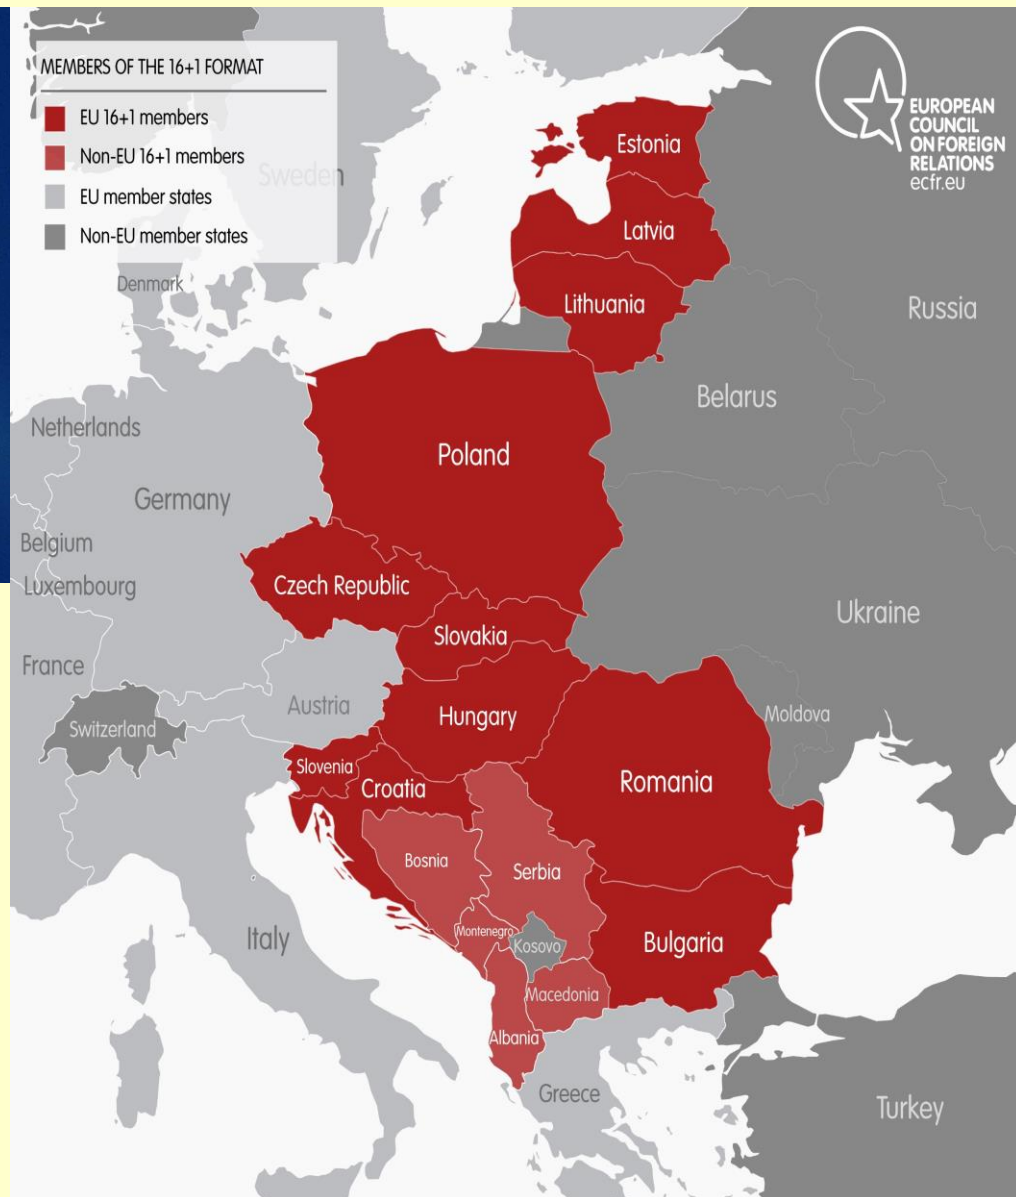 MEMBERS OF THE 16+1 FORMAT
EU 16+1 members
Non-EU 16+1 members
EU member states
Non-EU member states
EUROPEAN
COUNCIL
ON FOREIGN
RELATIONS
ecfr.eu
Sweden
Estonia
Latvia
Denmark
Lithuania
Russia
Belarus
Netherlands
Poland
Germany
Belgium
Luxembourg
Czech Republic
Ukraine
Slovakia
France
Austria
Hungary
Moldova
Switzerland
Slovenia
Croatia
Romania
Bosnia
Serbia
Montenegro
Italy
Kosovo
Bulgaria
Macedonia
Albania
Greece
Turkey